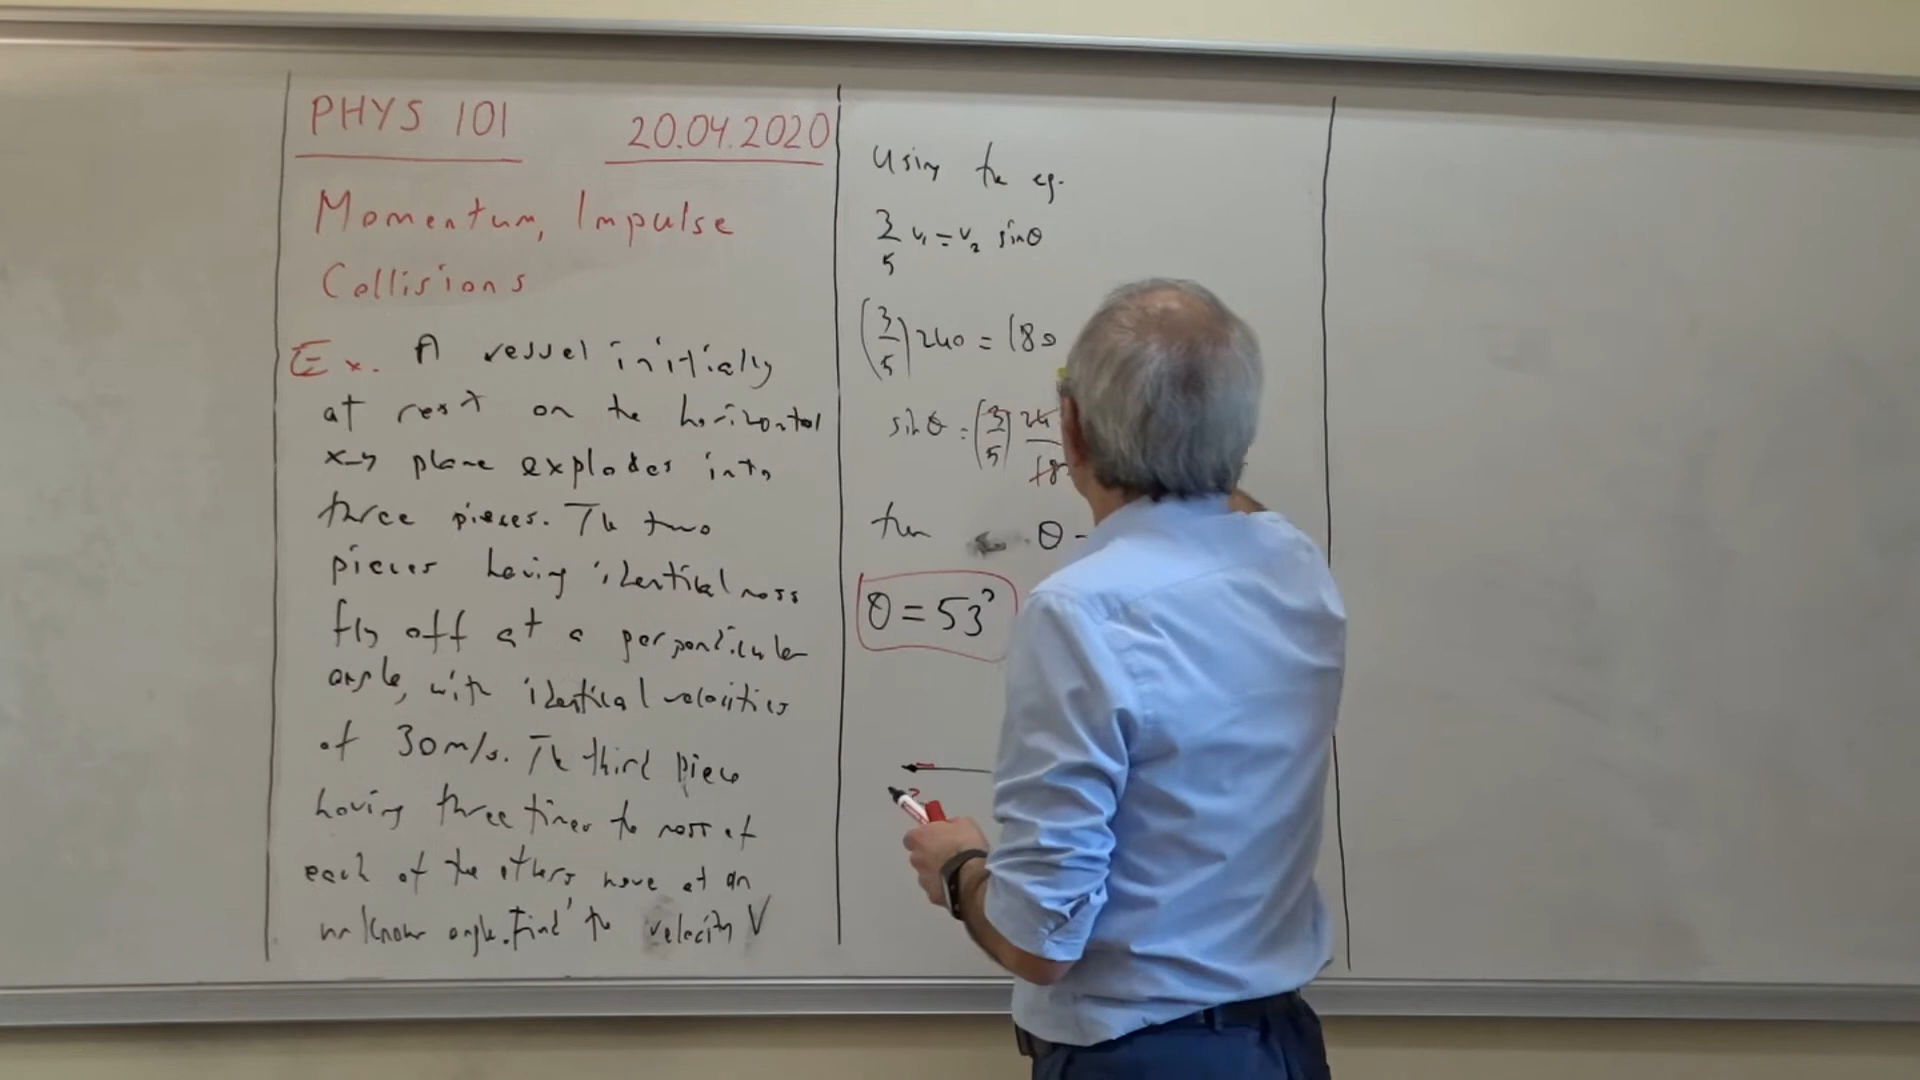 PHYS 101 20.04.2020
Momentum, Impulse
Collisions
Ex. A vessel initially
at rest on the horizontal
x-y plane explodes into
three pieces. The two
pieces having identical mass
fly off at a perpendicular
angle, with identical velocities
of 30m/s. The third piece
having three times the mass of
each of the others move at an
unknown angle. Find the velocity V
Using the eq.
3/5 v₁ = v₂ sinθ
(3/5) 240 = 180
sinθ = (3/5) 24
18
then θ
θ = 53°